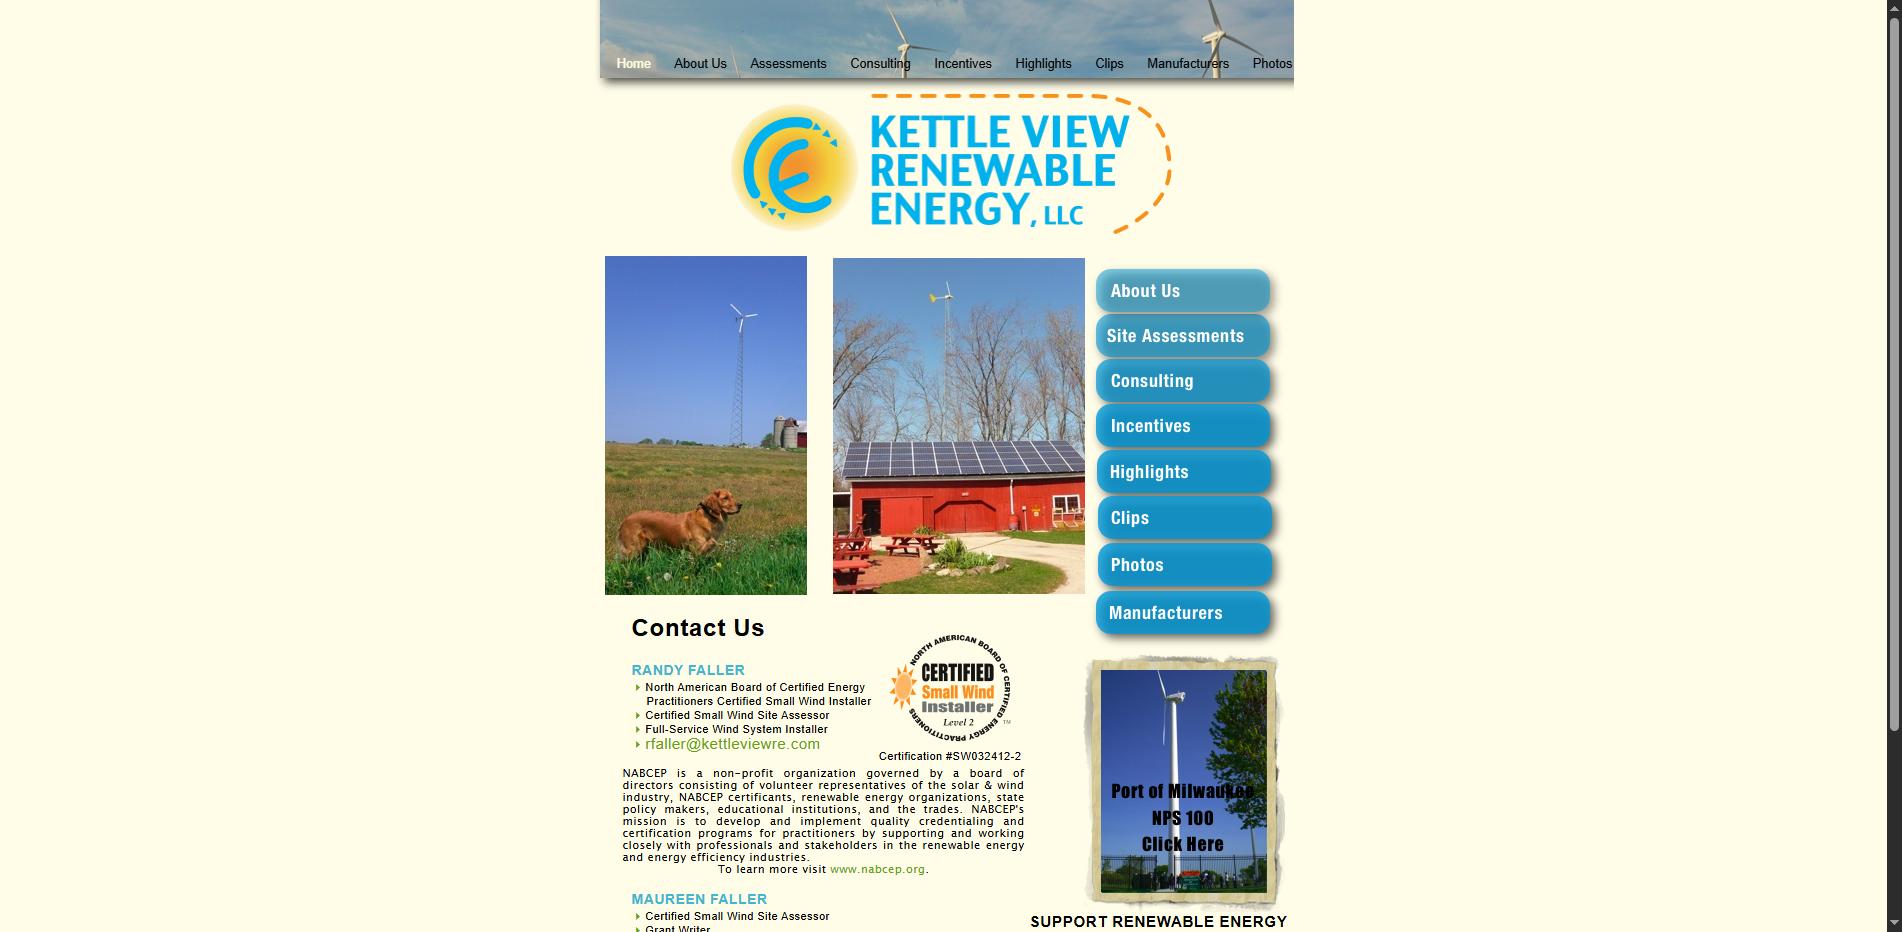 Home About Us Assessments Consulting Incentives Highlights Clips Manufacturers Photos
KETTLE VIEW
RENEWABLE
ENERGY, LLC
About Us
Site Assessments
Consulting
Incentives
Highlights
Clips
Photos
Manufacturers
Contact Us
RANDY FALLER
North American Board of Certified Energy
Practitioners Certified Small Wind Installer
Certified Small Wind Site Assessor
Full-Service Wind System Installer
rfaller@kettleviewre.com
NORTH AMERICAN BOARD OF CERTIFIED ENERGY PRACTITIONERS
CERTIFIED
Small Wind
Installer
Level 2
TM
Certification #SW032412-2
NABCEP is a non-profit organization governed by a board of
directors consisting of volunteer representatives of the solar & wind
industry, NABCEP certificants, renewable energy organizations, state
policy makers, educational institutions, and the trades. NABCEP's
mission is to develop and implement quality credentialing and
certification programs for practitioners by supporting and working
closely with professionals and stakeholders in the renewable energy
and energy efficiency industries.
To learn more visit www.nabcep.org.
Port of Milwaukee
NPS 100
Click Here
MAUREEN FALLER
Certified Small Wind Site Assessor
Grant Writer
SUPPORT RENEWABLE ENERGY